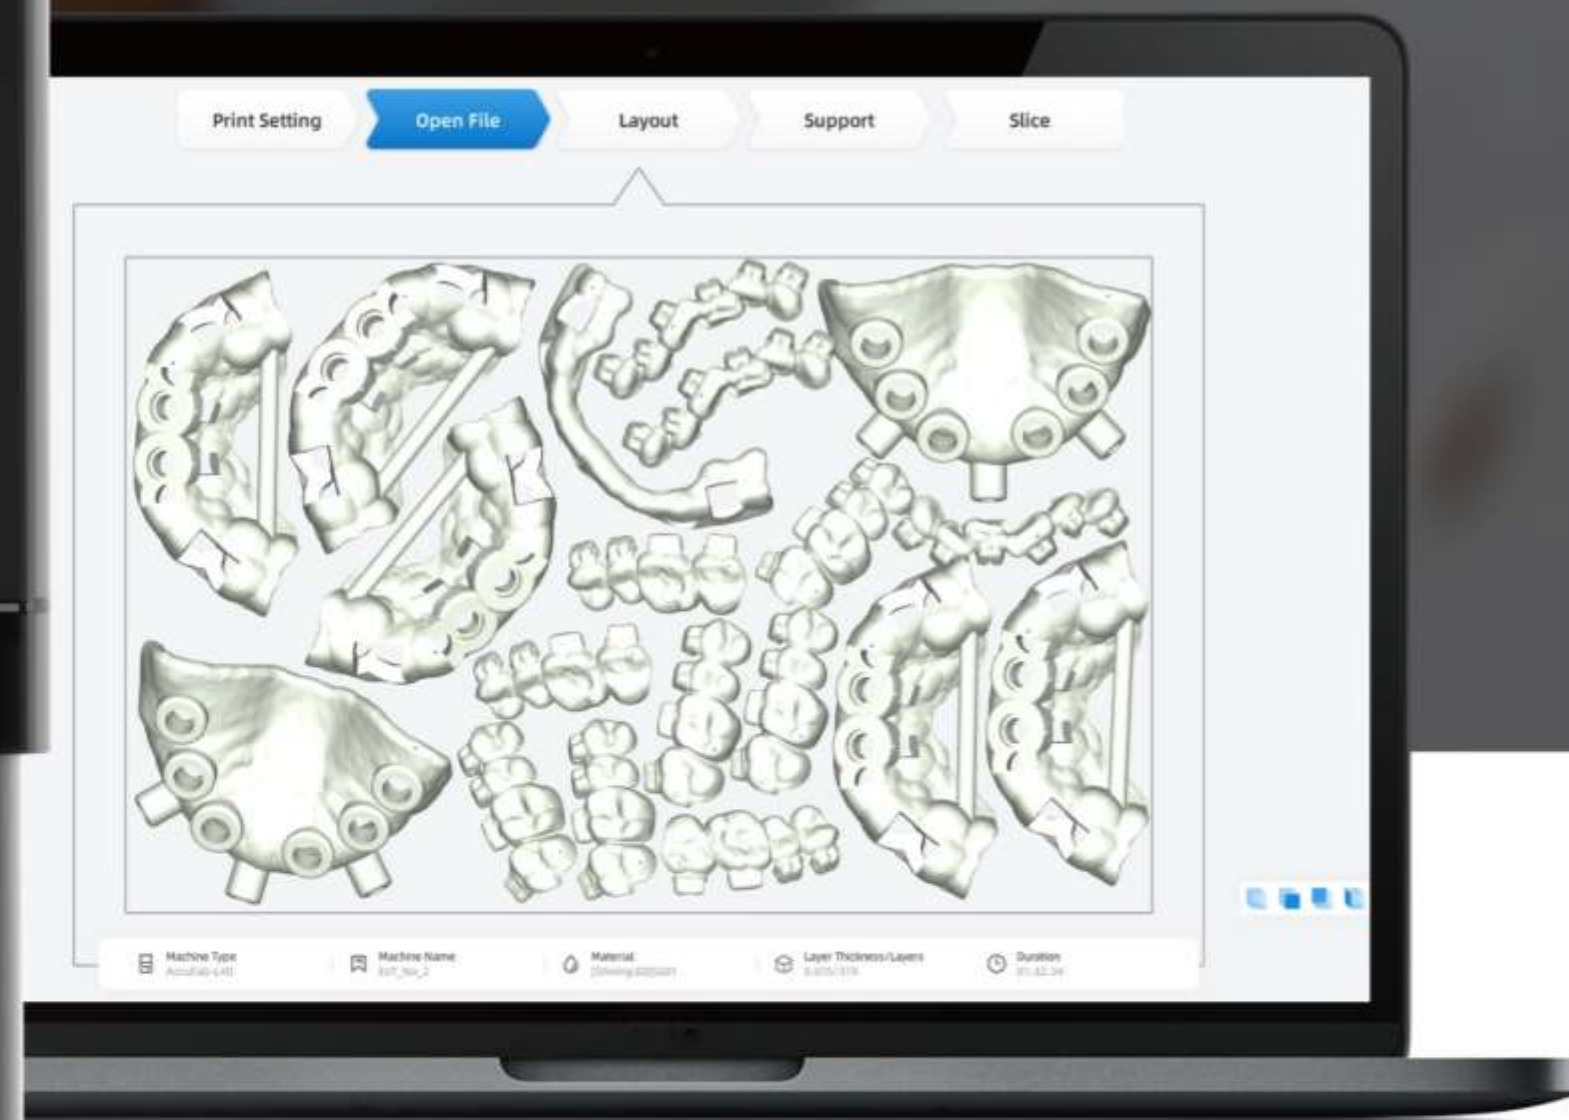 Print Setting
Open File
Layout
Support
Slice
Machine Type
Machine Name
Material
Layer Thickness/Layers
Duration